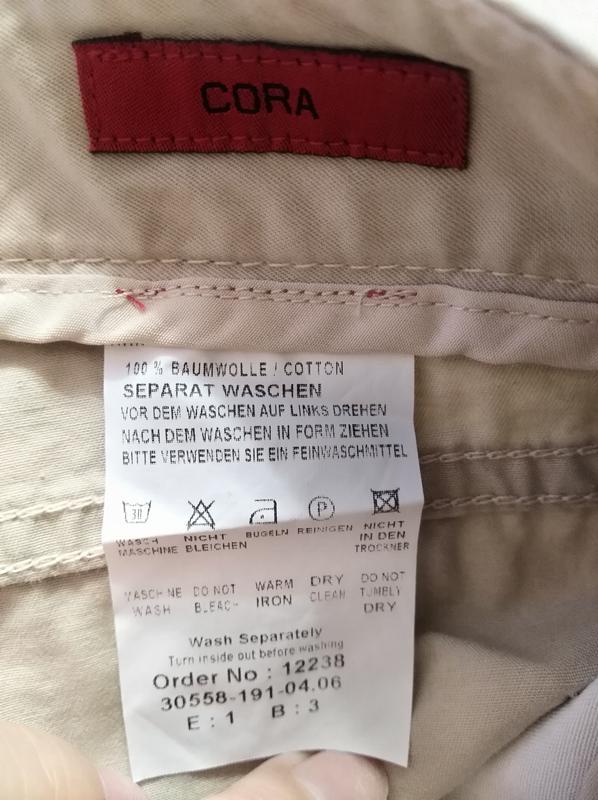 CORA
100 % BAUMWOLLE / COTTON
SEPARAT WASCHEN
VOR DEM WASCHEN AUF LINKS DREHEN
NACH DEM WASCHEN IN FORM ZIEHEN
BITTE VERWENDEN SIE EIN FEINWASCHMITTEL
30 P
WASCH MASCHINE
NICHT BLEICHEN
BUGELN
REINIGEN
NICHT IN DEN TROCKNER
MASCHINE WASH
DO NOT BLEACH
WARM IRON
DRY CLEAN
DO NOT TUMBLY DRY
Wash Separately
Turn inside out before washing
Order No : 12238
30558-191-04.06
E : 1 B : 3